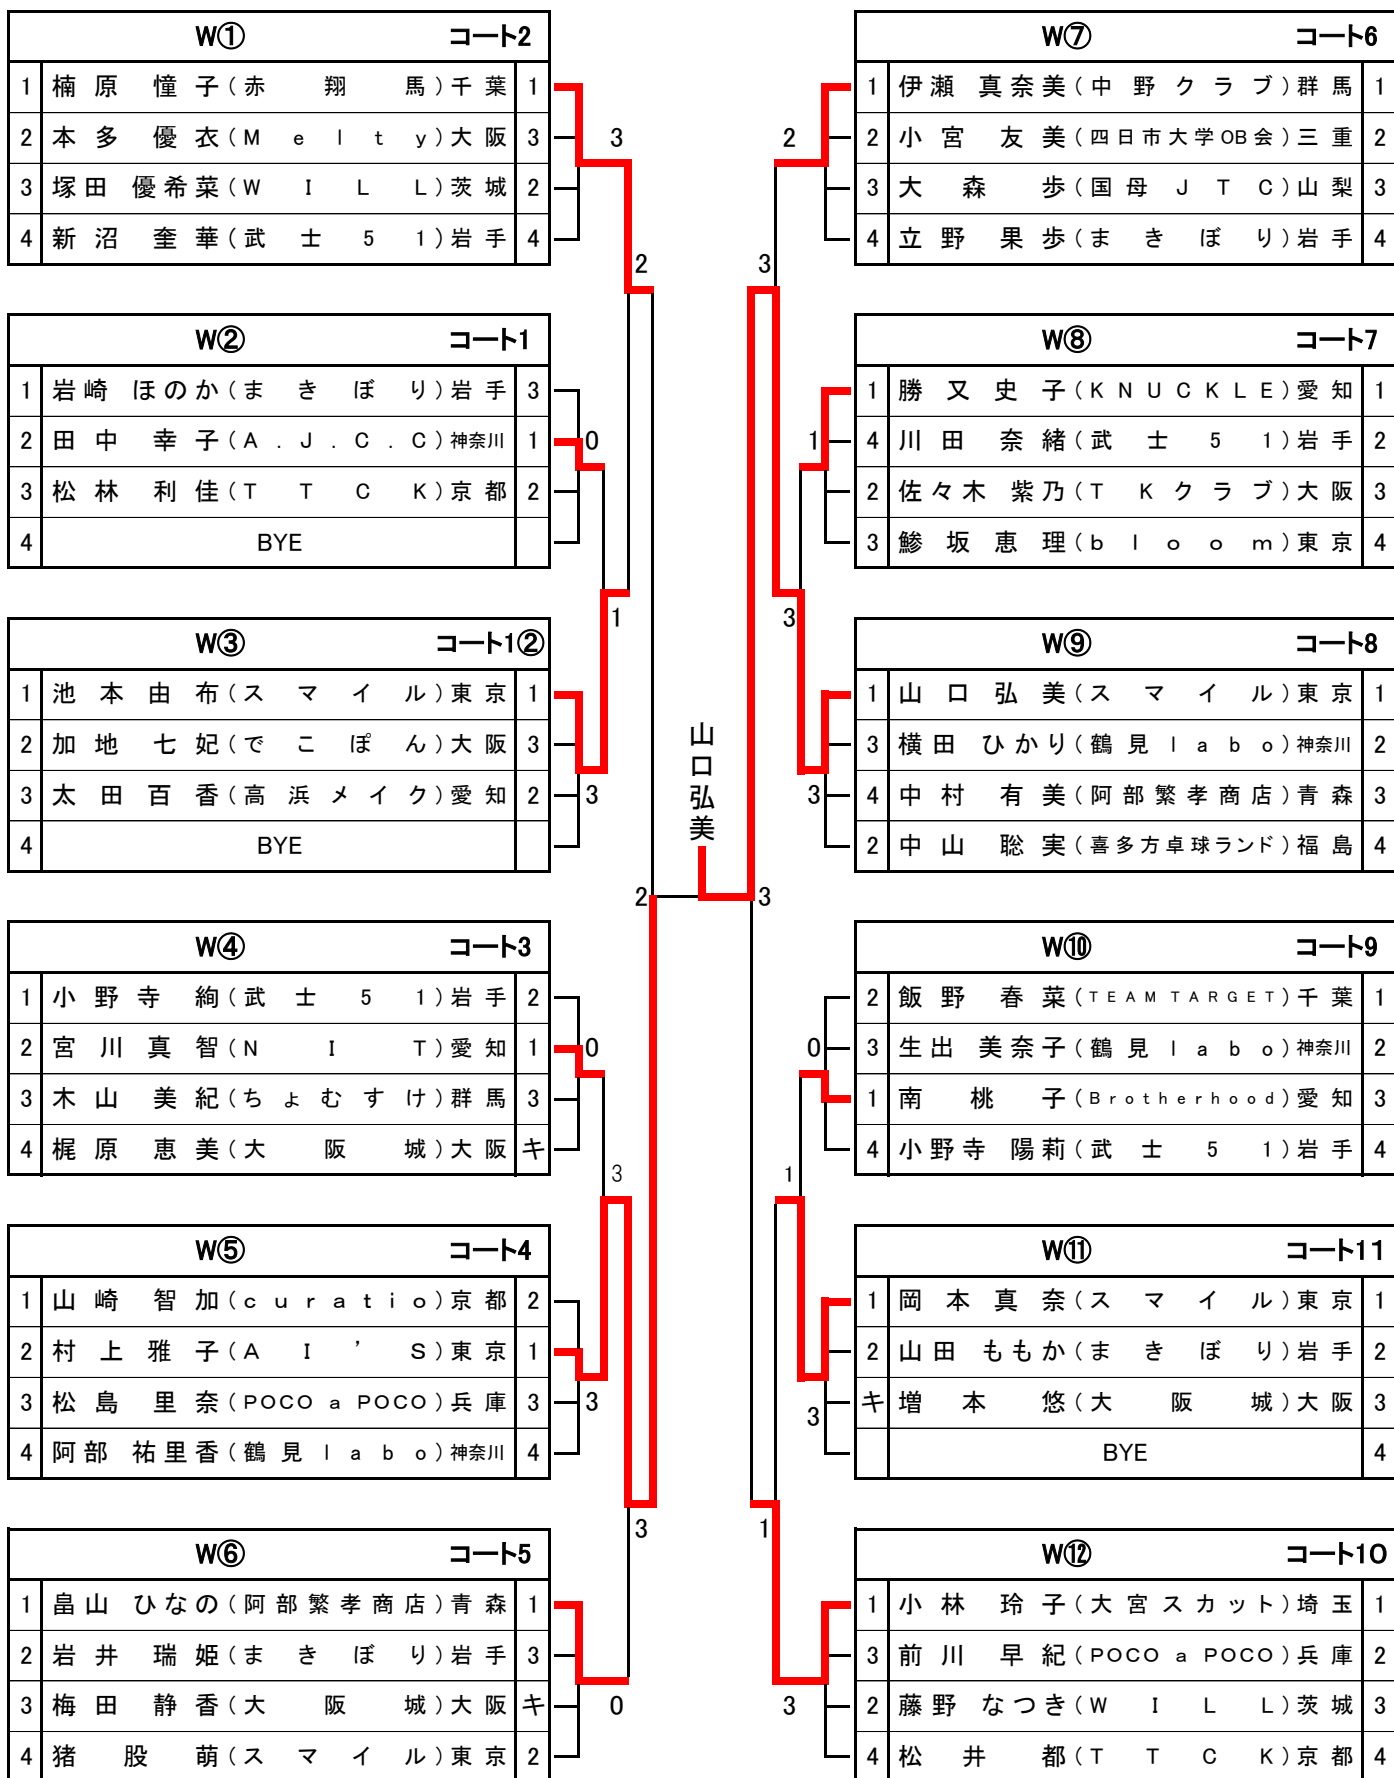 W① コート2
1 楠原 憧子 (赤翔馬) 千葉 1
2 本多 優衣 (Melty) 大阪 3
3 塚田 優希菜 (WILL) 茨城 2
4 新沼 奎華 (武士51) 岩手 4
3
2
W② コート1
1 岩崎 ほのか (まきぼり) 岩手 3
2 田中 幸子 (A.J.C.C) 神奈川 1
3 松林 利佳 (TTCK) 京都 2
4 BYE
0
1
W③ コート1②
1 池本 由布 (スマイル) 東京 1
2 加地 七妃 (でこぽん) 大阪 3
3 太田 百香 (高浜メイク) 愛知 2
4 BYE
3
2
W④ コート3
1 小野寺 絢 (武士51) 岩手 2
2 宮川 真智 (NIT) 愛知 1
3 木山 美紀 (ちょむすけ) 群馬 3
4 梶原 恵美 (大阪城) 大阪 キ
0
3
W⑤ コート4
1 山崎 智加 (curatio) 京都 2
2 村上 雅子 (AI'S) 東京 1
3 松島 里奈 (POCO a POCO) 兵庫 3
4 阿部 祐里香 (鶴見labo) 神奈川 4
3
3
W⑥ コート5
1 畠山 ひなの (阿部繁孝商店) 青森 1
2 岩井 瑞姫 (まきぼり) 岩手 3
3 梅田 静香 (大阪城) 大阪 キ
4 猪股 萌 (スマイル) 東京 2
0
山口弘美
W⑦ コート6
1 伊瀬 真奈美 (中野クラブ) 群馬 1
2 小宮 友美 (四日市大学OB会) 三重 2
3 大森 歩 (国母JTC) 山梨 3
4 立野 果歩 (まきぼり) 岩手 4
2
3
W⑧ コート7
1 勝又 史子 (KNUCKLE) 愛知 1
4 川田 奈緒 (武士51) 岩手 2
2 佐々木 紫乃 (TKクラブ) 大阪 3
3 鯵坂 恵理 (bloom) 東京 4
1
3
W⑨ コート8
1 山口 弘美 (スマイル) 東京 1
3 横田 ひかり (鶴見labo) 神奈川 2
4 中村 有美 (阿部繁孝商店) 青森 3
2 中山 聡実 (喜多方卓球ランド) 福島 4
3
3
W⑩ コート9
2 飯野 春菜 (TEAM TARGET) 千葉 1
3 生出 美奈子 (鶴見labo) 神奈川 2
1 南 桃子 (Brotherhood) 愛知 3
4 小野寺 陽莉 (武士51) 岩手 4
0
1
W⑪ コート11
1 岡本 真奈 (スマイル) 東京 1
2 山田 ももか (まきぼり) 岩手 2
キ 増本 悠 (大阪城) 大阪 3
BYE 4
3
1
W⑫ コート10
1 小林 玲子 (大宮スカット) 埼玉 1
3 前川 早紀 (POCO a POCO) 兵庫 2
2 藤野 なつき (WILL) 茨城 3
4 松井 都 (TTCK) 京都 4
3